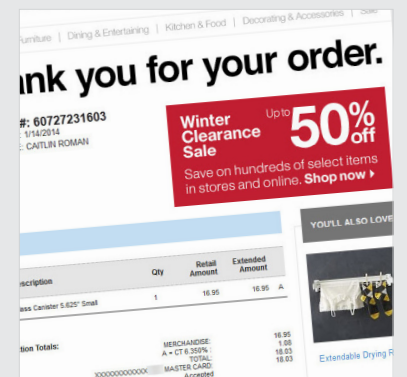 Furniture | Dining & Entertaining | Kitchen & Food | Decorating & Accessories | Sale
ank you for your order.
#: 60727231603
: 1/14/2014
: CAITLIN ROMAN
Winter
Clearance
Sale
Up to 50% off
Save on hundreds of select items
in stores and online. Shop now
YOU'LL ALSO LOVE
scription Qty Retail Amount Extended Amount
ass Canister 5.625" Small 1 16.95 16.95 A
tion Totals:
MERCHANDISE: 16.95
A = CT 6.350% : 1.08
TOTAL: 18.03
XXXXXXXXXXXX MASTER CARD: 18.03
Accepted
Extendable Drying R